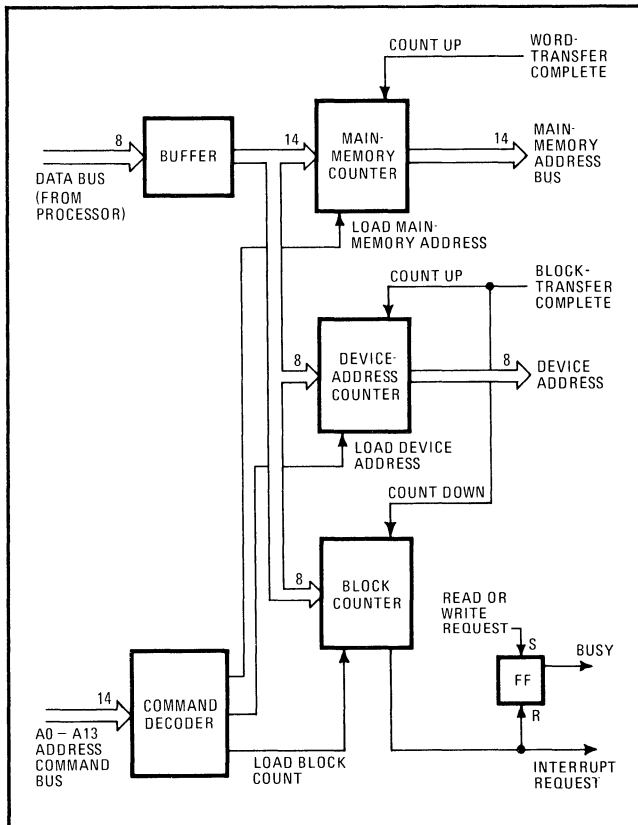 COUNT UP
WORD-
TRANSFER
COMPLETE
8
BUFFER
14
MAIN-
MEMORY
COUNTER
14
MAIN-
MEMORY
ADDRESS
BUS
DATA BUS
(FROM
PROCESSOR)
LOAD MAIN-
MEMORY ADDRESS
COUNT UP
BLOCK-
TRANSFER
COMPLETE
8
DEVICE-
ADDRESS
COUNTER
8
DEVICE
ADDRESS
LOAD DEVICE
ADDRESS
COUNT DOWN
8
BLOCK
COUNTER
READ OR
WRITE
REQUEST
S
BUSY
FF
R
14
COMMAND
DECODER
A0 – A13
ADDRESS
COMMAND
BUS
LOAD BLOCK
COUNT
INTERRUPT
REQUEST